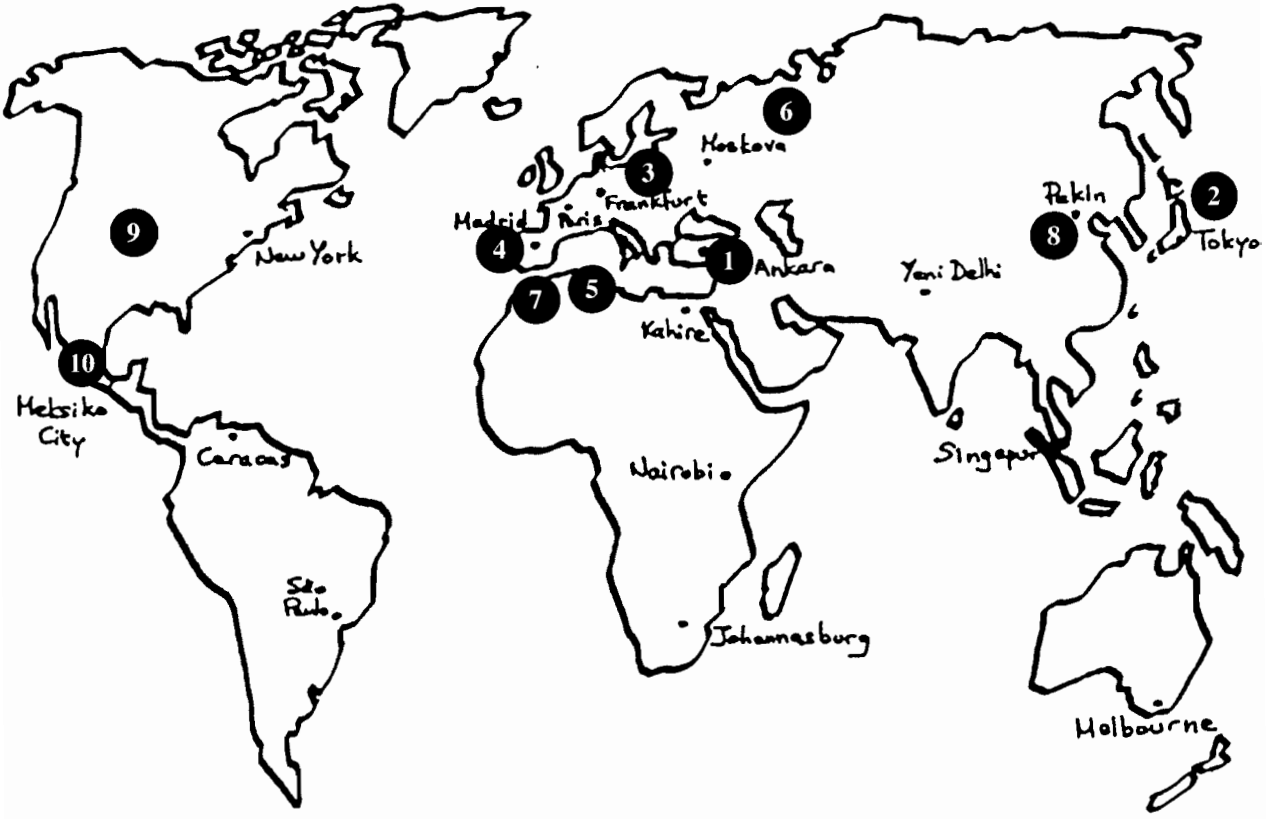 6
Moskova
3
Frankfurt
Pekin
2
Madrid
Paris
9
New York
4
8
Tokyo
1
Ankara
Yeni Delhi
7
5
Kahire
10
Meksiko
City
Caracas
Nairobi
Singapur
São
Paulo
Johannesburg
Melbourne